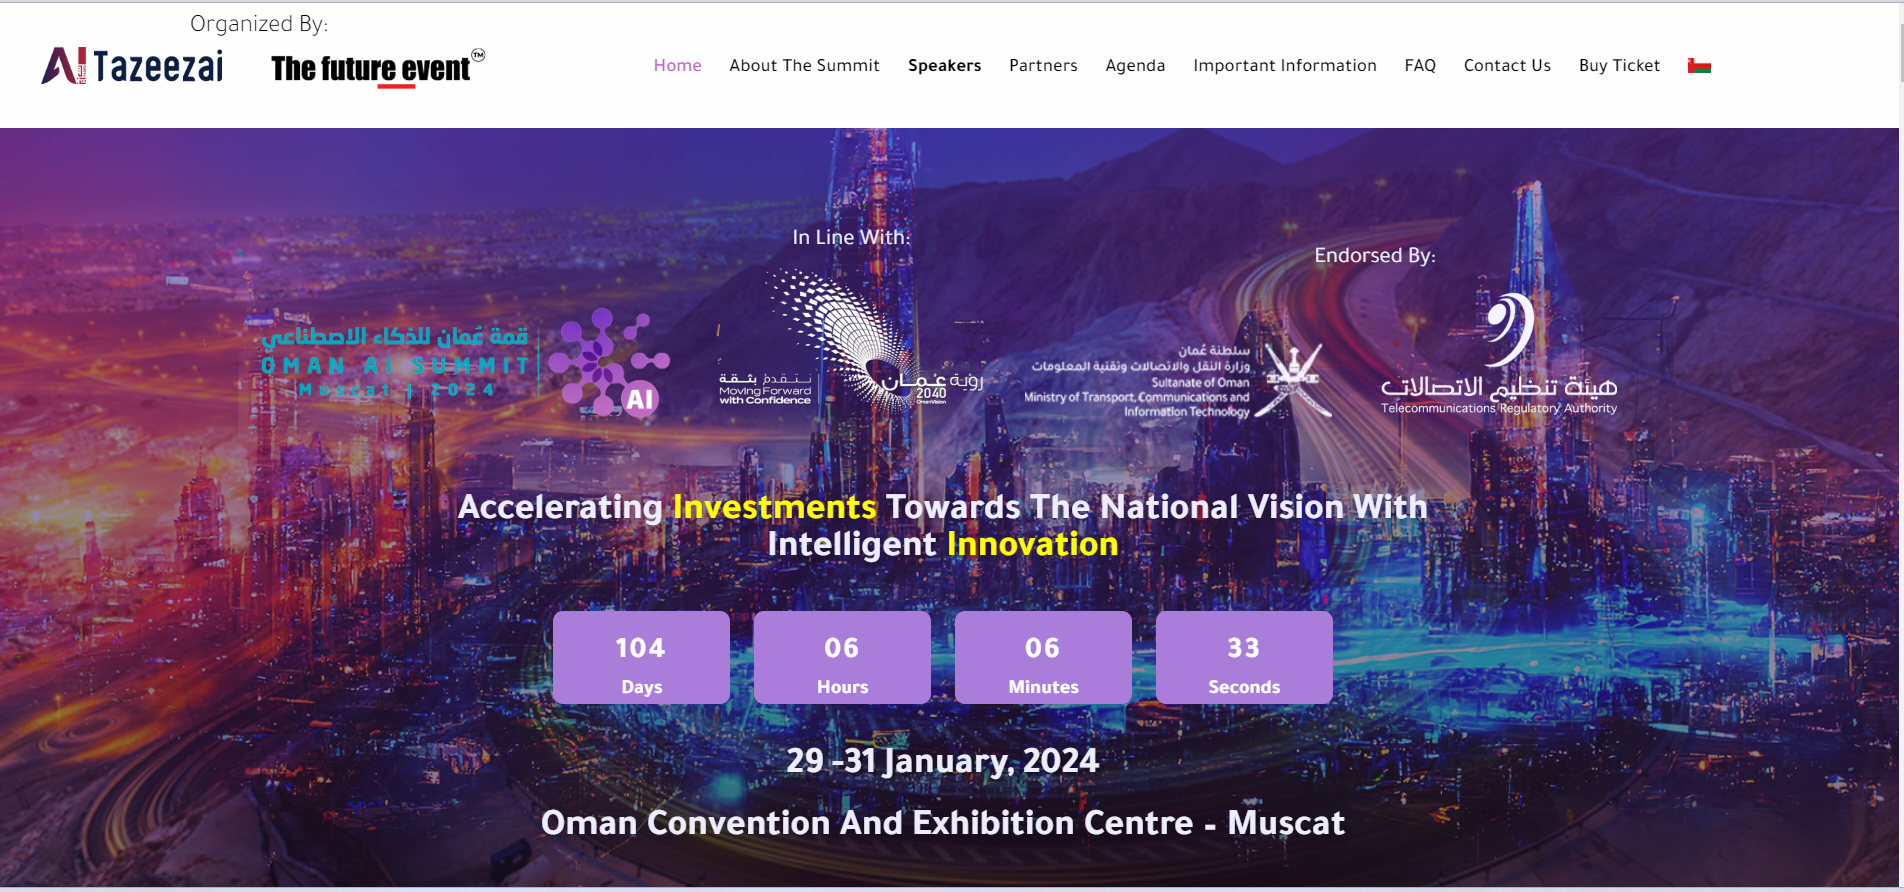 Organized By:
Al Tazeezai
The future event™
Home
About The Summit
Speakers
Partners
Agenda
Important Information
FAQ
Contact Us
Buy Ticket
In Line With:
Endorsed By:
قمة عُمان للذكاء الاصطناعي
OMAN AI SUMMIT
Muscat | 2024
AI
نتقدم بثقة
Moving Forward
with Confidence
رؤية عُمان
2040
OmanVision
سلطنة عُمان
وزارة النقل والاتصالات وتقنية المعلومات
Sultanate of Oman
Ministry of Transport, Communications and
Information Technology
هيئة تنظيم الاتصالات
Telecommunications Regulatory Authority
Accelerating Investments Towards The National Vision With
Intelligent Innovation
104
Days
06
Hours
06
Minutes
33
Seconds
29 -31 January, 2024
Oman Convention And Exhibition Centre - Muscat